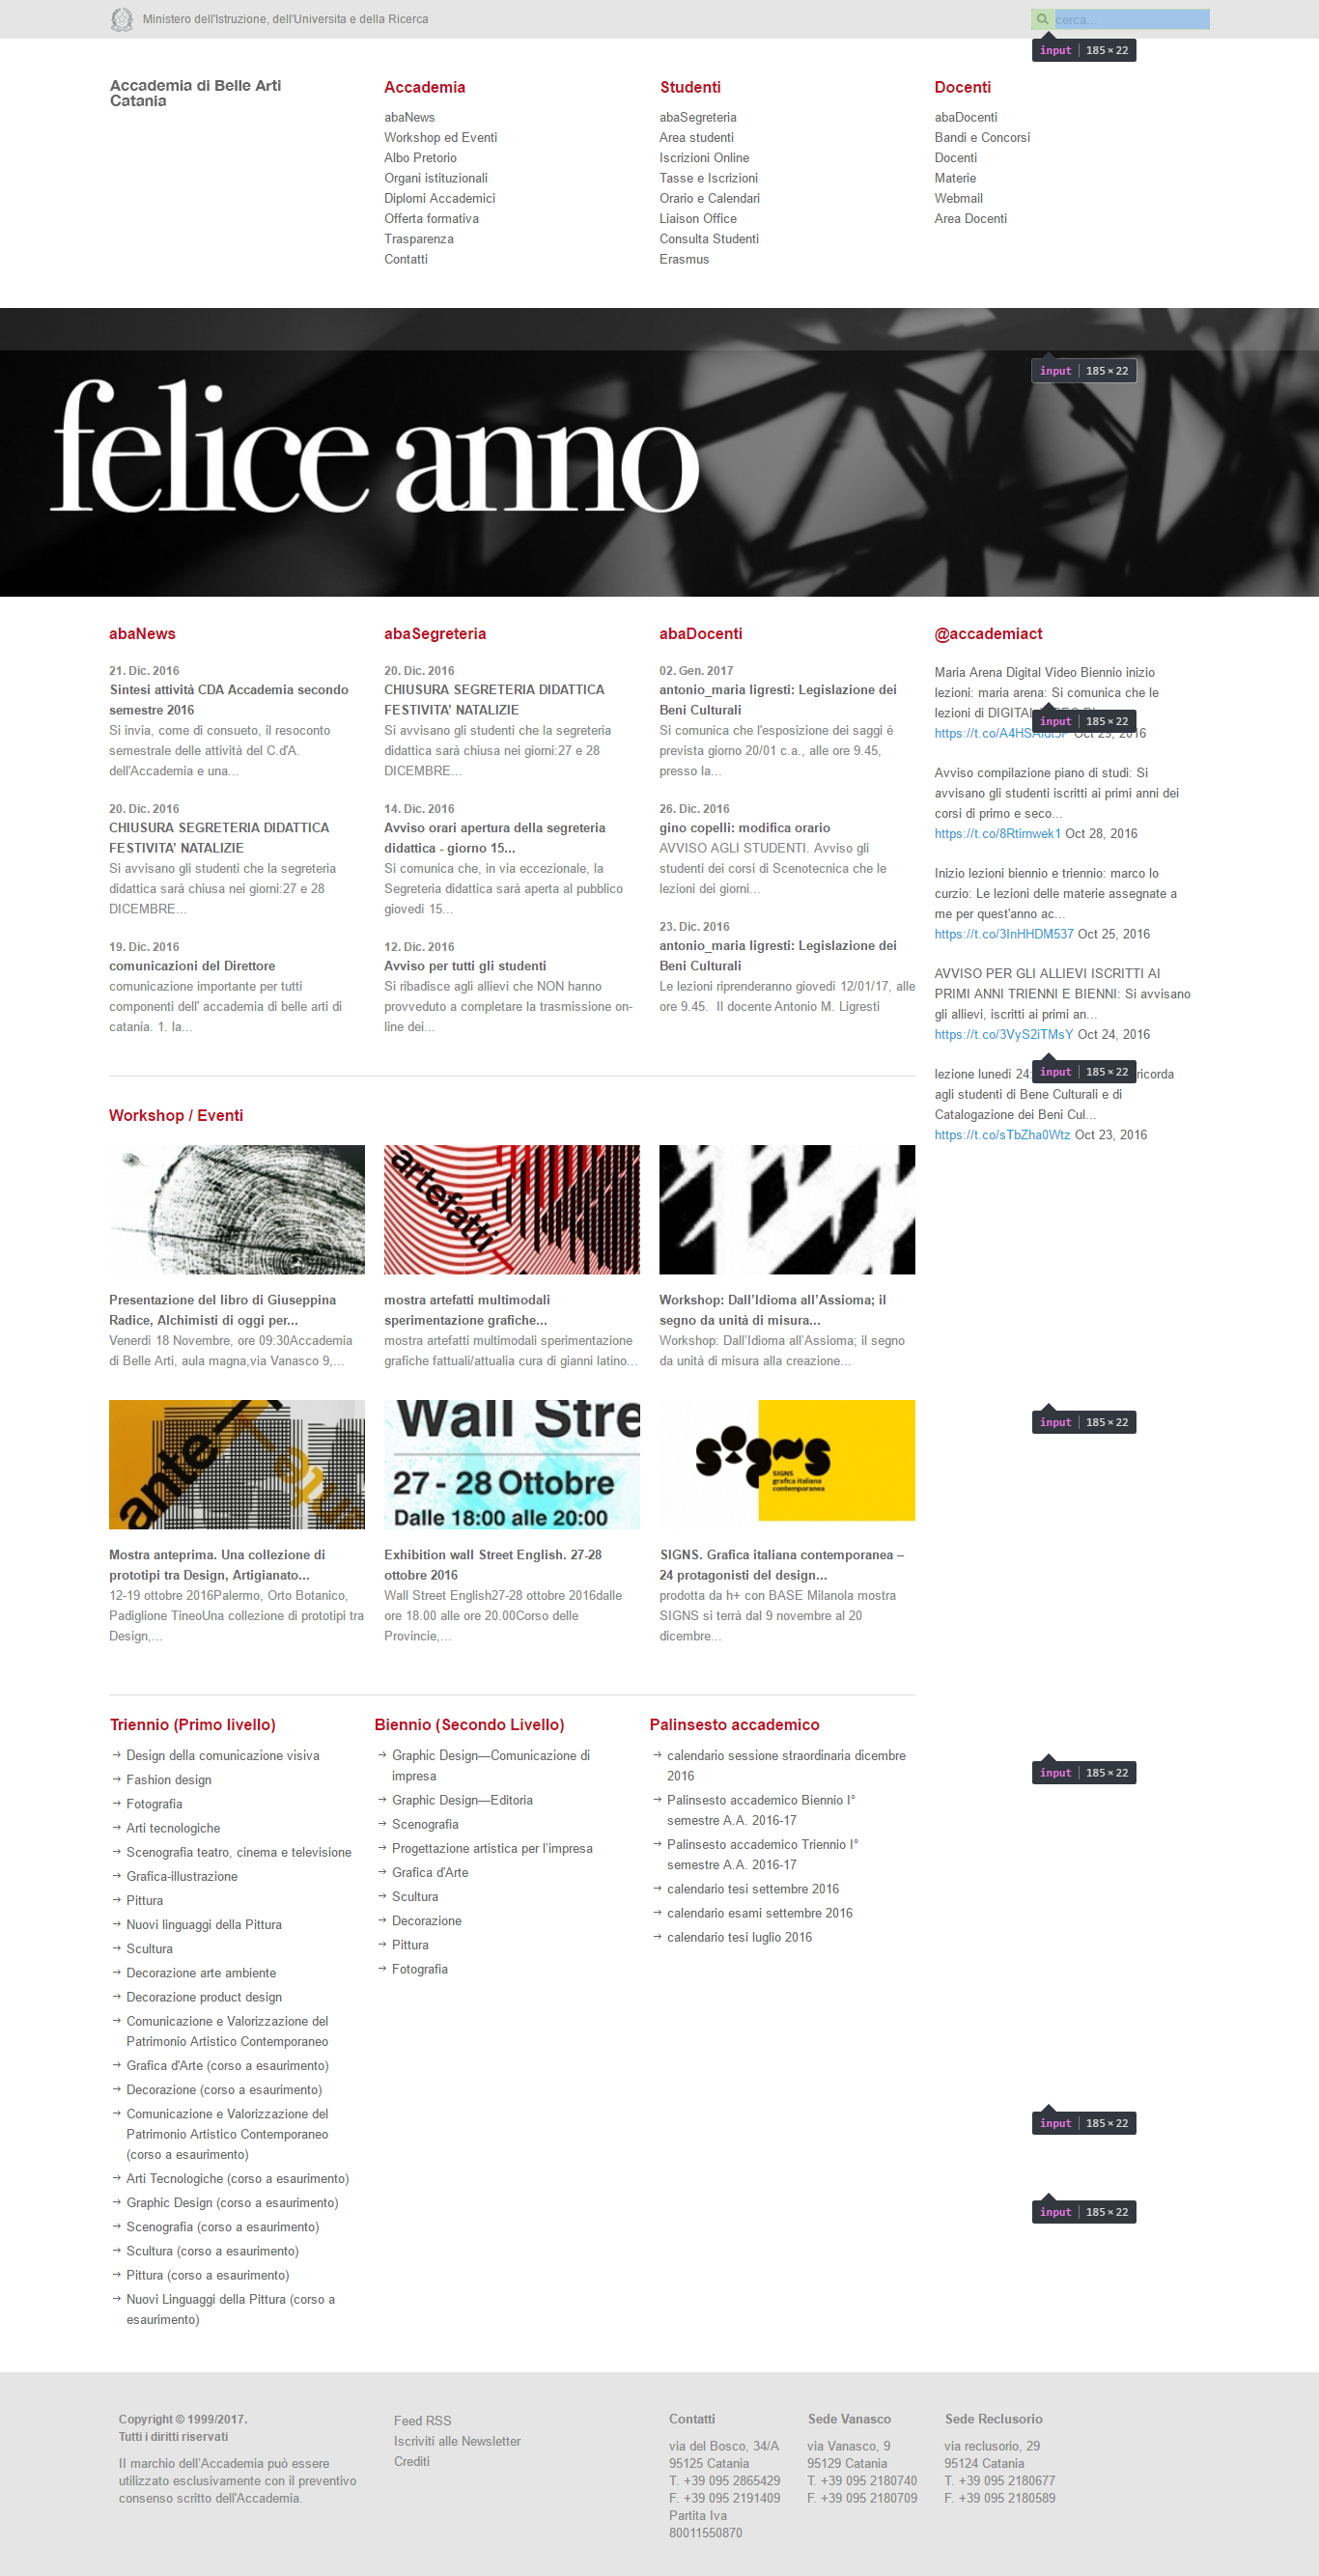 Ministero dell'Istruzione, dell'Universita e della Ricerca
cerca...
input 185 × 22
Accademia di Belle Arti
Catania
Accademia
abaNews
Workshop ed Eventi
Albo Pretorio
Organi istituzionali
Diplomi Accademici
Offerta formativa
Trasparenza
Contatti
Studenti
abaSegreteria
Area studenti
Iscrizioni Online
Tasse e Iscrizioni
Orario e Calendari
Liaison Office
Consulta Studenti
Erasmus
Docenti
abaDocenti
Bandi e Concorsi
Docenti
Materie
Webmail
Area Docenti
input 185 × 22
felice anno
abaNews
21. Dic. 2016
Sintesi attività CDA Accademia secondo
semestre 2016
Si invia, come di consueto, il resoconto
semestrale delle attività del C.d'A.
dell'Accademia e una...
20. Dic. 2016
CHIUSURA SEGRETERIA DIDATTICA
FESTIVITA' NATALIZIE
Si avvisano gli studenti che la segreteria
didattica sarà chiusa nei giorni:27 e 28
DICEMBRE...
19. Dic. 2016
comunicazioni del Direttore
comunicazione importante per tutti
componenti dell' accademia di belle arti di
catania. 1. la...
abaSegreteria
20. Dic. 2016
CHIUSURA SEGRETERIA DIDATTICA
FESTIVITA' NATALIZIE
Si avvisano gli studenti che la segreteria
didattica sarà chiusa nei giorni:27 e 28
DICEMBRE...
14. Dic. 2016
Avviso orari apertura della segreteria
didattica - giorno 15...
Si comunica che, in via eccezionale, la
Segreteria didattica sarà aperta al pubblico
giovedì 15...
12. Dic. 2016
Avviso per tutti gli studenti
Si ribadisce agli allievi che NON hanno
provveduto a completare la trasmissione on-
line dei...
abaDocenti
02. Gen. 2017
antonio_maria ligresti: Legislazione dei
Beni Culturali
Si comunica che l'esposizione dei saggi è
prevista giorno 20/01 c.a., alle ore 9.45,
presso la...
26. Dic. 2016
gino copelli: modifica orario
AVVISO AGLI STUDENTI. Avviso gli
studenti dei corsi di Scenotecnica che le
lezioni dei giorni...
23. Dic. 2016
antonio_maria ligresti: Legislazione dei
Beni Culturali
Le lezioni riprenderanno giovedì 12/01/17, alle
ore 9.45. Il docente Antonio M. Ligresti
@accademiact
Maria Arena Digital Video Biennio inizio
lezioni: maria arena: Si comunica che le
lezioni di
input 185 × 22
Oct 29, 2016
Avviso compilazione piano di studi: Si
avvisano gli studenti iscritti ai primi anni dei
corsi di primo e seco...
https://t.co/8Rtirnwek1 Oct 28, 2016
Inizio lezioni biennio e triennio: marco lo
curzio: Le lezioni delle materie assegnate a
me per quest'anno ac...
https://t.co/3InHHDM537 Oct 25, 2016
AVVISO PER GLI ALLIEVI ISCRITTI AI
PRIMI ANNI TRIENNI E BIENNI: Si avvisano
gli allievi, iscritti ai primi an...
https://t.co/3VyS2iTMsY Oct 24, 2016
lezione lunedì 24: ricorda
input 185 × 22
agli studenti di Bene Culturali e di
Catalogazione dei Beni Cul...
https://t.co/sTbZha0Wtz Oct 23, 2016
Workshop / Eventi
artefatti
Presentazione del libro di Giuseppina
Radice, Alchimisti di oggi per...
Venerdì 18 Novembre, ore 09:30Accademia
di Belle Arti, aula magna,via Vanasco 9,...
mostra artefatti multimodali
sperimentazione grafiche...
mostra artefatti multimodali sperimentazione
grafiche fattuali/attualia cura di gianni latino...
Workshop: Dall'Idioma all'Assioma; il
segno da unità di misura...
Workshop: Dall'Idioma all'Assioma; il segno
da unità di misura alla creazione...
input 185 × 22
ante
Wall Stre
27 - 28 Ottobre
Dalle 18:00 alle 20:00
signs
SIGNS
grafica italiana
contemporanea
Mostra anteprima. Una collezione di
prototipi tra Design, Artigianato...
12-19 ottobre 2016Palermo, Orto Botanico,
Padiglione TineoUna collezione di prototipi tra
Design,...
Exhibition wall Street English. 27-28
ottobre 2016
Wall Street English27-28 ottobre 2016dalle
ore 18.00 alle ore 20.00Corso delle
Provincie,...
SIGNS. Grafica italiana contemporanea –
24 protagonisti del design...
prodotta da h+ con BASE Milanola mostra
SIGNS si terrà dal 9 novembre al 20
dicembre...
Triennio (Primo livello)
Design della comunicazione visiva
Fashion design
Fotografia
Arti tecnologiche
Scenografia teatro, cinema e televisione
Grafica-illustrazione
Pittura
Nuovi linguaggi della Pittura
Scultura
Decorazione arte ambiente
Decorazione product design
Comunicazione e Valorizzazione del
Patrimonio Artistico Contemporaneo
Grafica d'Arte (corso a esaurimento)
Decorazione (corso a esaurimento)
Comunicazione e Valorizzazione del
Patrimonio Artistico Contemporaneo
(corso a esaurimento)
Arti Tecnologiche (corso a esaurimento)
Graphic Design (corso a esaurimento)
Scenografia (corso a esaurimento)
Scultura (corso a esaurimento)
Pittura (corso a esaurimento)
Nuovi Linguaggi della Pittura (corso a
esaurimento)
Biennio (Secondo Livello)
Graphic Design—Comunicazione di
impresa
Graphic Design—Editoria
Scenografia
Progettazione artistica per l'impresa
Grafica d'Arte
Scultura
Decorazione
Pittura
Fotografia
Palinsesto accademico
calendario sessione straordinaria dicembre
2016
Palinsesto accademico Biennio I°
semestre A.A. 2016-17
Palinsesto accademico Triennio I°
semestre A.A. 2016-17
calendario tesi settembre 2016
calendario esami settembre 2016
calendario tesi luglio 2016
input 185 × 22
input 185 × 22
input 185 × 22
Copyright © 1999/2017.
Tutti i diritti riservati
Il marchio dell'Accademia può essere
utilizzato esclusivamente con il preventivo
consenso scritto dell'Accademia.
Feed RSS
Iscriviti alle Newsletter
Crediti
Contatti
via del Bosco, 34/A
95125 Catania
T. +39 095 2865429
F. +39 095 2191409
Partita Iva
80011550870
Sede Vanasco
via Vanasco, 9
95129 Catania
T. +39 095 2180740
F. +39 095 2180709
Sede Reclusorio
via reclusorio, 29
95124 Catania
T. +39 095 2180677
F. +39 095 2180589